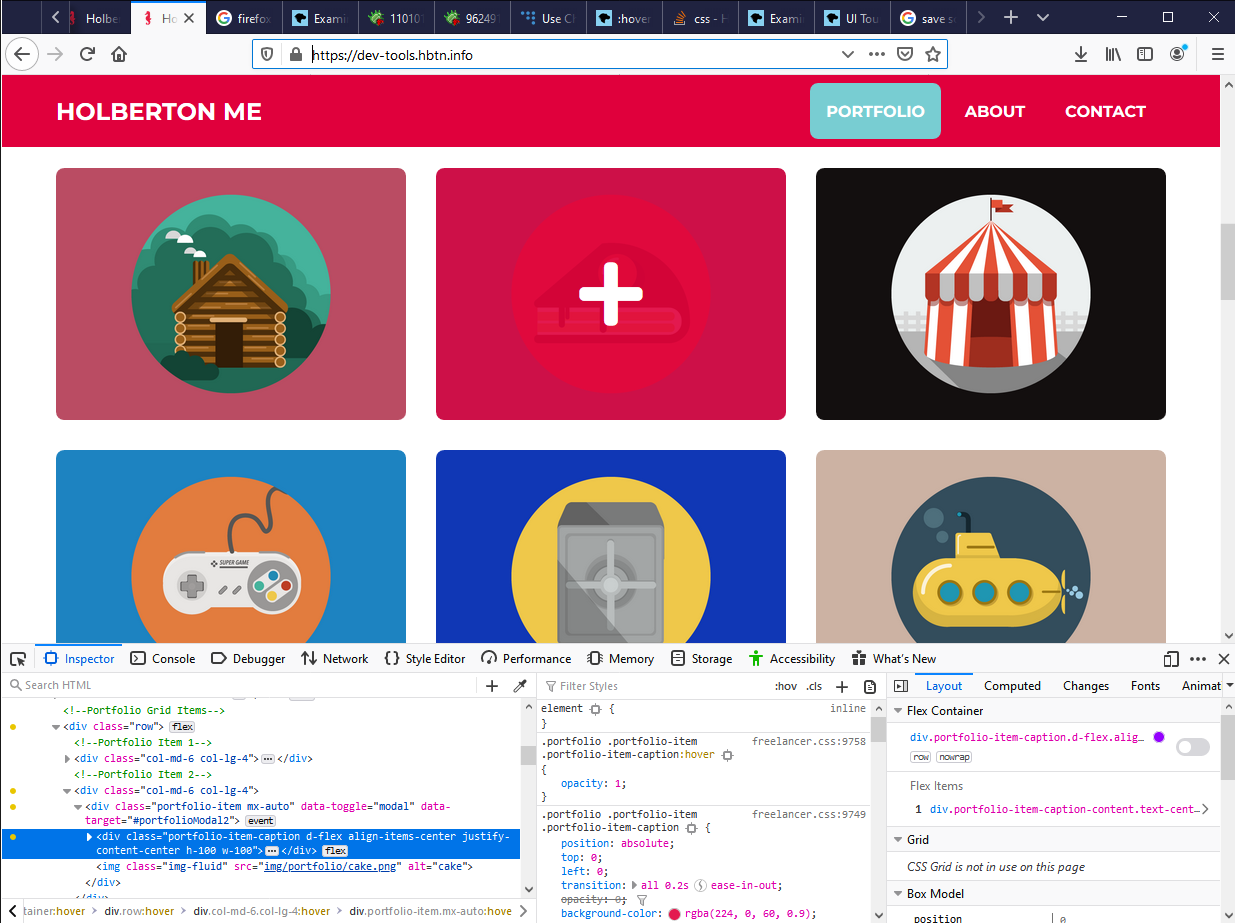 Holbe
Ho
firefox
Examin
110101
962491
Use Cl
:hover
css - H
Examin
UI Tou
save sc
https://dev-tools.hbtn.info
HOLBERTON ME
PORTFOLIO
ABOUT
CONTACT
SUPER GAME
Inspector
Console
Debugger
Network
Style Editor
Performance
Memory
Storage
Accessibility
What's New
Search HTML
<!--Portfolio Grid Items-->
<div class="row"> flex
<!--Portfolio Item 1-->
<div class="col-md-6 col-lg-4"> ••• </div>
<!--Portfolio Item 2-->
<div class="col-md-6 col-lg-4">
<div class="portfolio-item mx-auto" data-toggle="modal" data-
target="#portfolioModal2"> event
<div class="portfolio-item-caption d-flex align-items-center justify-
content-center h-100 w-100"> ••• </div> flex
<img class="img-fluid" src="img/portfolio/cake.png" alt="cake">
</div>
tainer:hover > div.row:hover > div.col-md-6.col-lg-4:hover > div.portfolio-item.mx-auto:hove
Filter Styles
:hov .cls
element { inline
}
.portfolio .portfolio-item freelancer.css:9758
.portfolio-item-caption:hover
{
opacity: 1;
}
.portfolio .portfolio-item freelancer.css:9749
.portfolio-item-caption {
position: absolute;
top: 0;
left: 0;
transition: all 0.2s ease-in-out;
opacity: 0;
background-color: rgba(224, 0, 60, 0.9);
Layout
Computed
Changes
Fonts
Animat
Flex Container
div.portfolio-item-caption.d-flex.alig…
row nowrap
Flex Items
1 div.portfolio-item-caption-content.text-cent…
Grid
CSS Grid is not in use on this page
Box Model
position 0